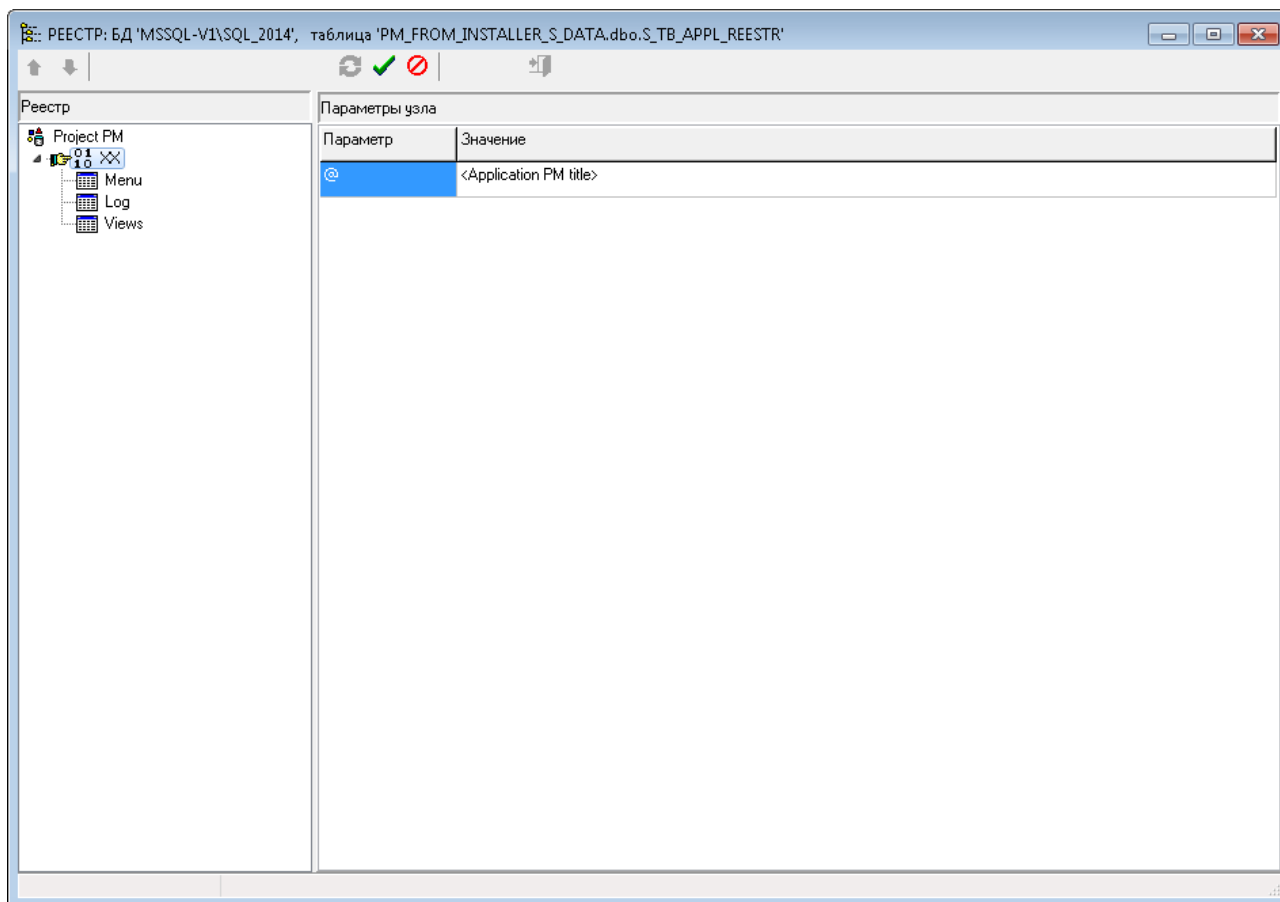 РЕЕСТР: БД 'MSSQL-V1\SQL_2014', таблица 'PM_FROM_INSTALLER_S_DATA.dbo.S_TB_APPL_REESTR'
Реестр
Параметры узла
Project PM
XX
Menu
Log
Views
Параметр Значение
@ <Application PM title>